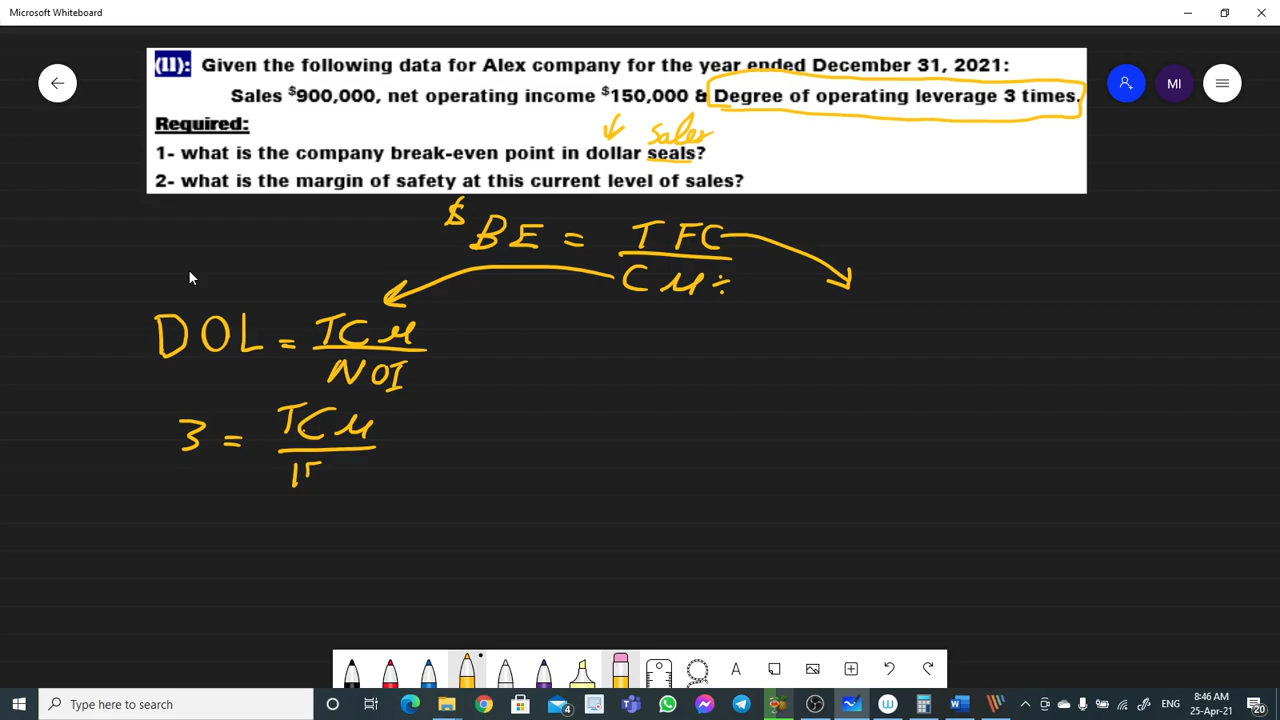 Microsoft Whiteboard
(II): Given the following data for Alex company for the year ended December 31, 2021:
Sales $900,000, net operating income $150,000 & Degree of operating leverage 3 times.
Required:
sales
1- what is the company break-even point in dollar seals?
2- what is the margin of safety at this current level of sales?
MI
$ BE = TFC
CM÷
DOL = TCM
NOI
3 = TCM
15
A
Type here to search
4
W
8:46 AM
25-Apr-21
20